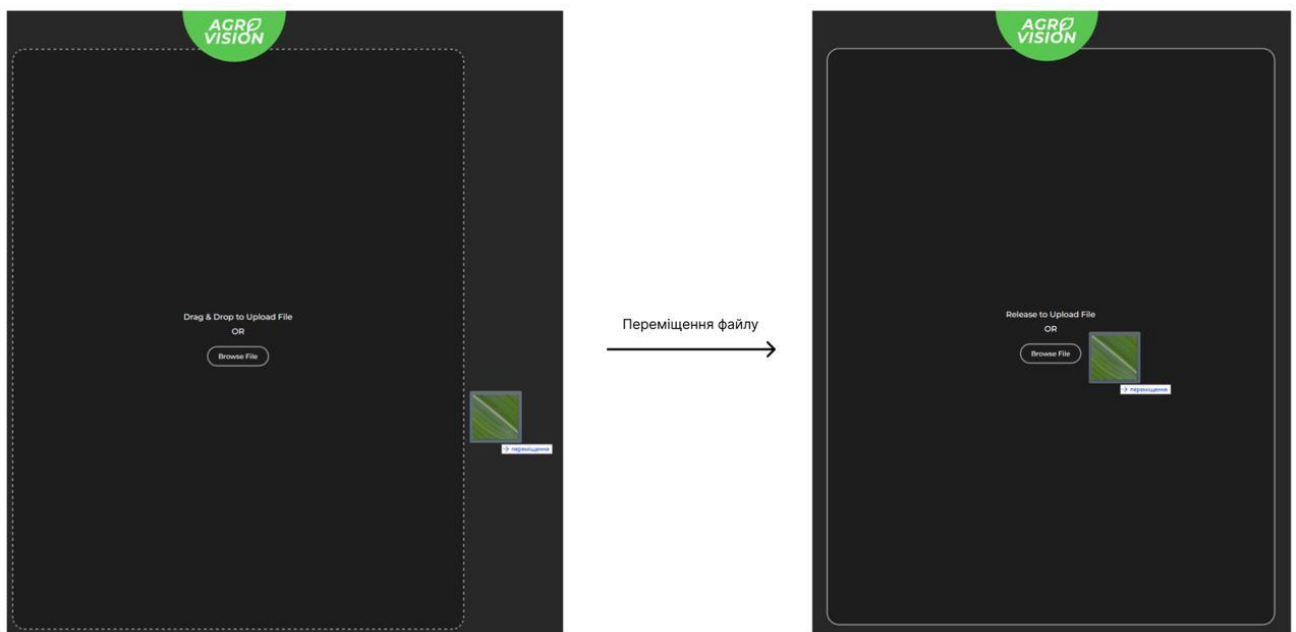 AGRO
VISION
Drag & Drop to Upload File
OR
Browse File
→ переміщення
Переміщення файлу
AGRO
VISION
Release to Upload File
OR
Browse File
→ переміщення